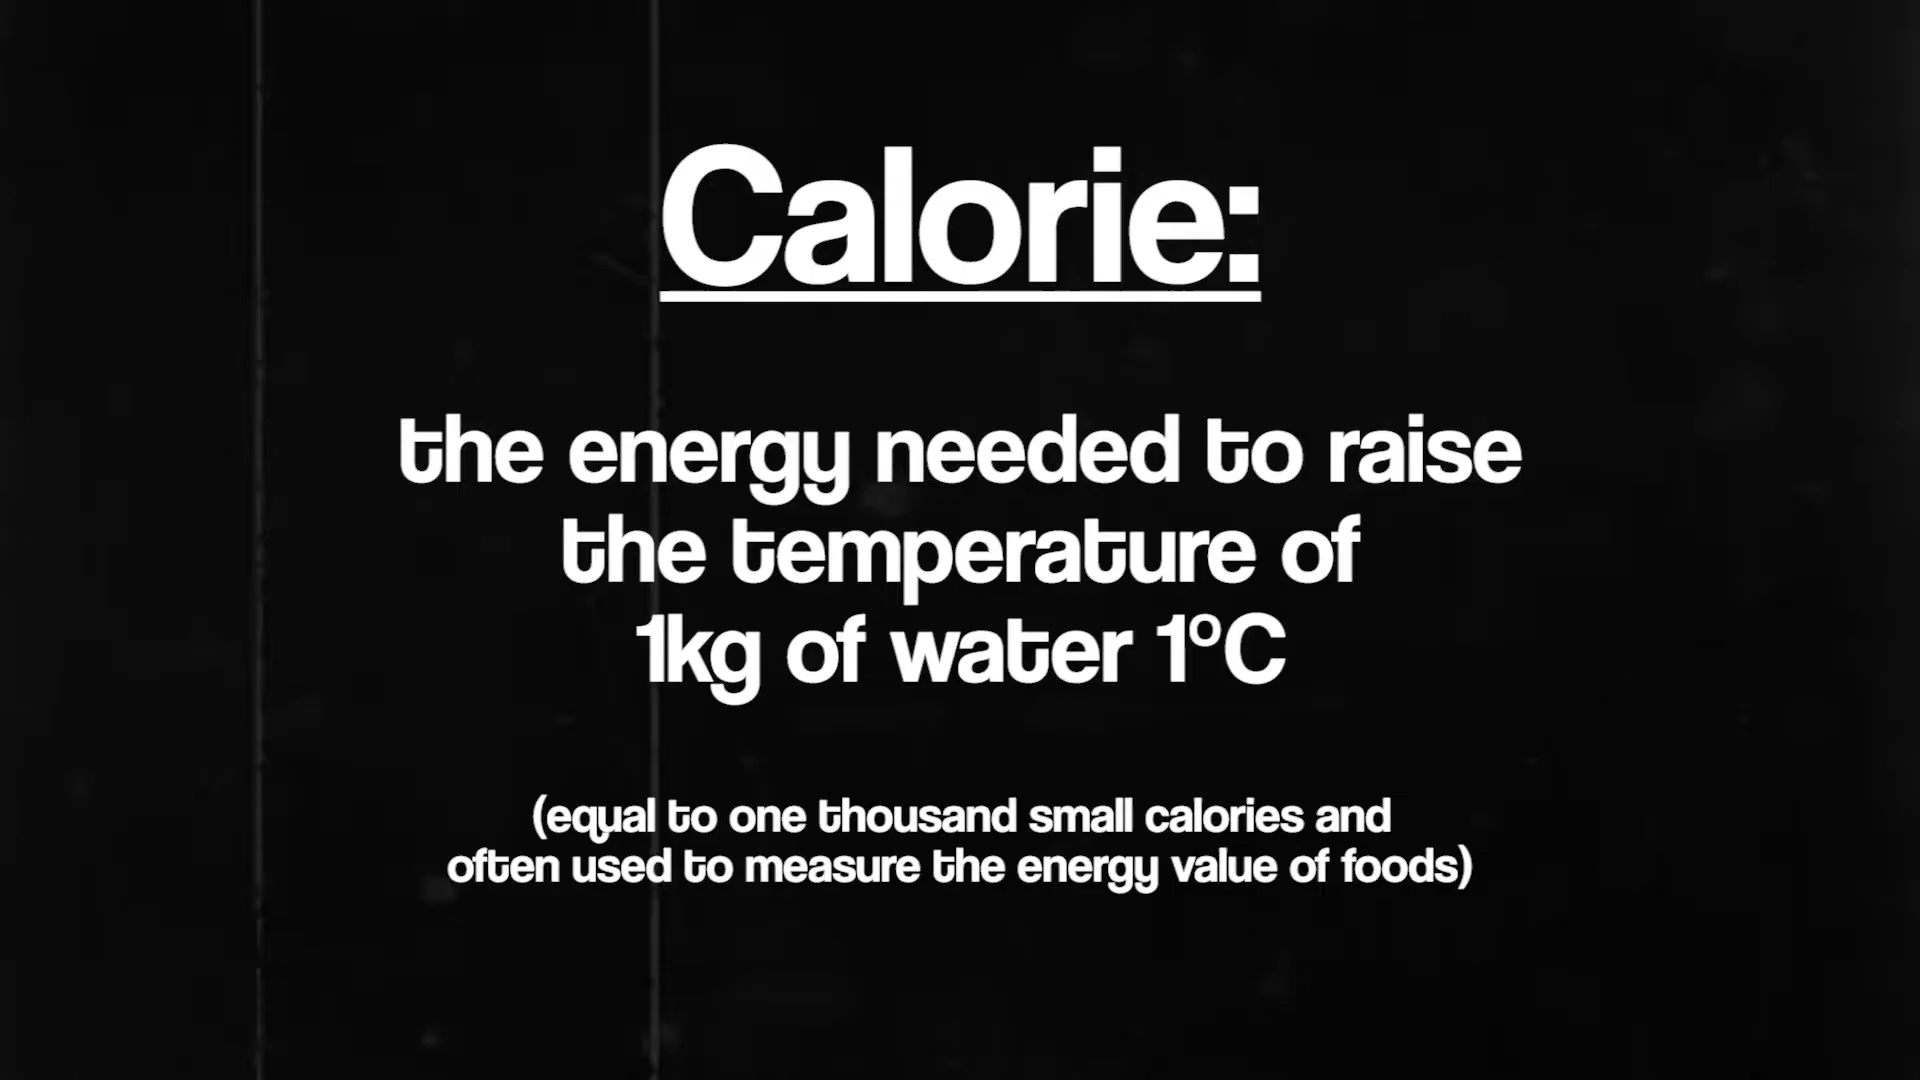 Calorie:
the energy needed to raise
the temperature of
1kg of water 1°C
(equal to one thousand small calories and
often used to measure the energy value of foods)